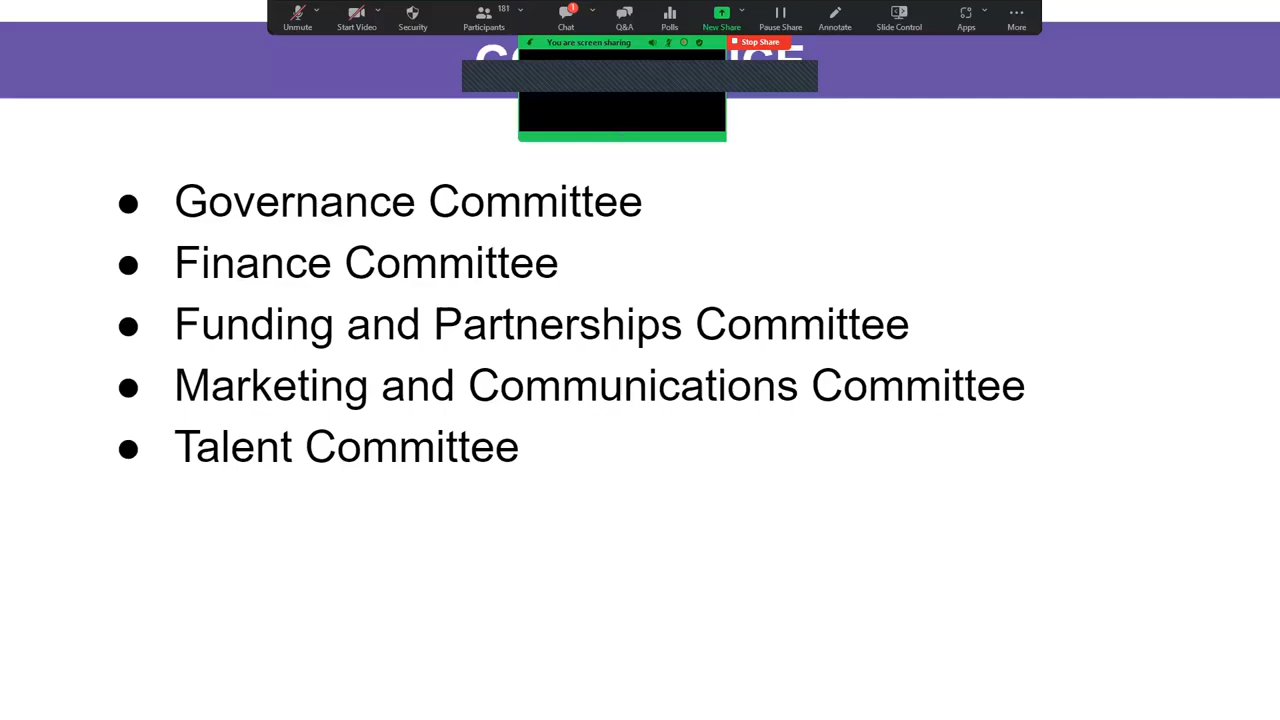 Unmute
Start Video
Security
Participants
181
Chat
1
Q&A
Polls
New Share
Pause Share
Annotate
Slide Control
Apps
More
You are screen sharing
Stop Share
● Governance Committee
● Finance Committee
● Funding and Partnerships Committee
● Marketing and Communications Committee
● Talent Committee